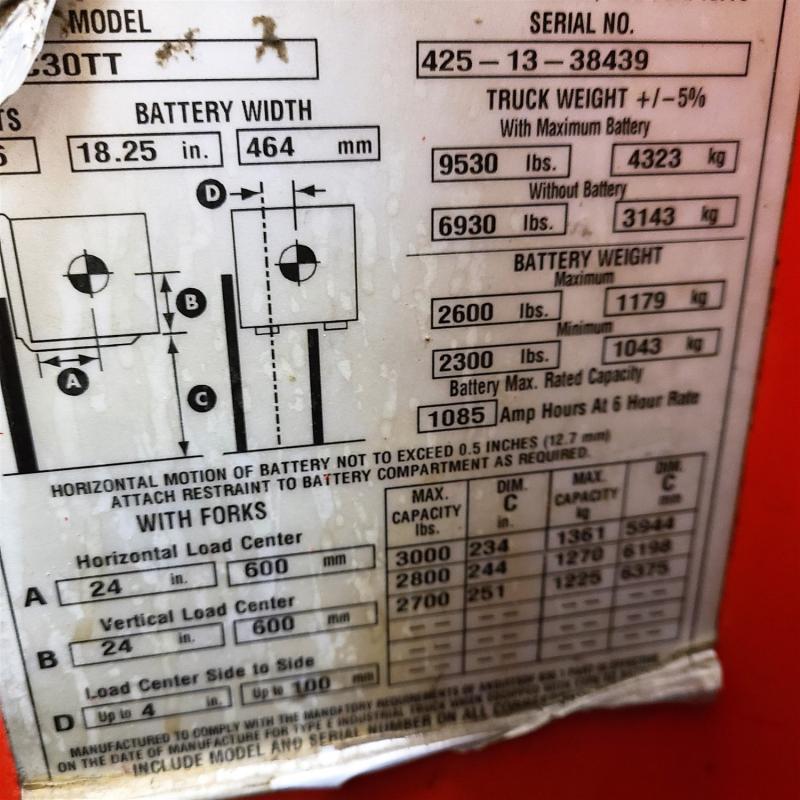 MODEL
C30TT
SERIAL NO.
425-13-38439
BATTERY WIDTH
18.25 in.
464 mm
TRUCK WEIGHT +/-5%
With Maximum Battery
9530 lbs.
4323 kg
Without Battery
6930 lbs.
3143 kg
BATTERY WEIGHT
Maximum
2600 lbs.
1179 kg
Minimum
2300 lbs.
1043 kg
Battery Max. Rated Capacity
1085 Amp Hours At 6 Hour Rate
D
B
A
C
HORIZONTAL MOTION OF BATTERY NOT TO EXCEED 0.5 INCHES (12.7 mm)
ATTACH RESTRAINT TO BATTERY COMPARTMENT AS REQUIRED.
WITH FORKS
Horizontal Load Center
A 24 in. 600 mm
Vertical Load Center
B 24 in. 600 mm
Load Center Side to Side
D Up to 4 in. Up to 100 mm
MAX. CAPACITY lbs.
DIM. C in.
MAX. CAPACITY kg
DIM. C mm
3000 234 1361 5944
2800 244 1270 6198
2700 251 1225 6375
MANUFACTURED TO COMPLY WITH THE MANDATORY REQUIREMENTS OF
ON THE DATE OF MANUFACTURE FOR TYPE E INDUSTRIAL TRUCK WHEN EQUIPPED WITH
INCLUDE MODEL AND SERIAL NUMBER ON ALL